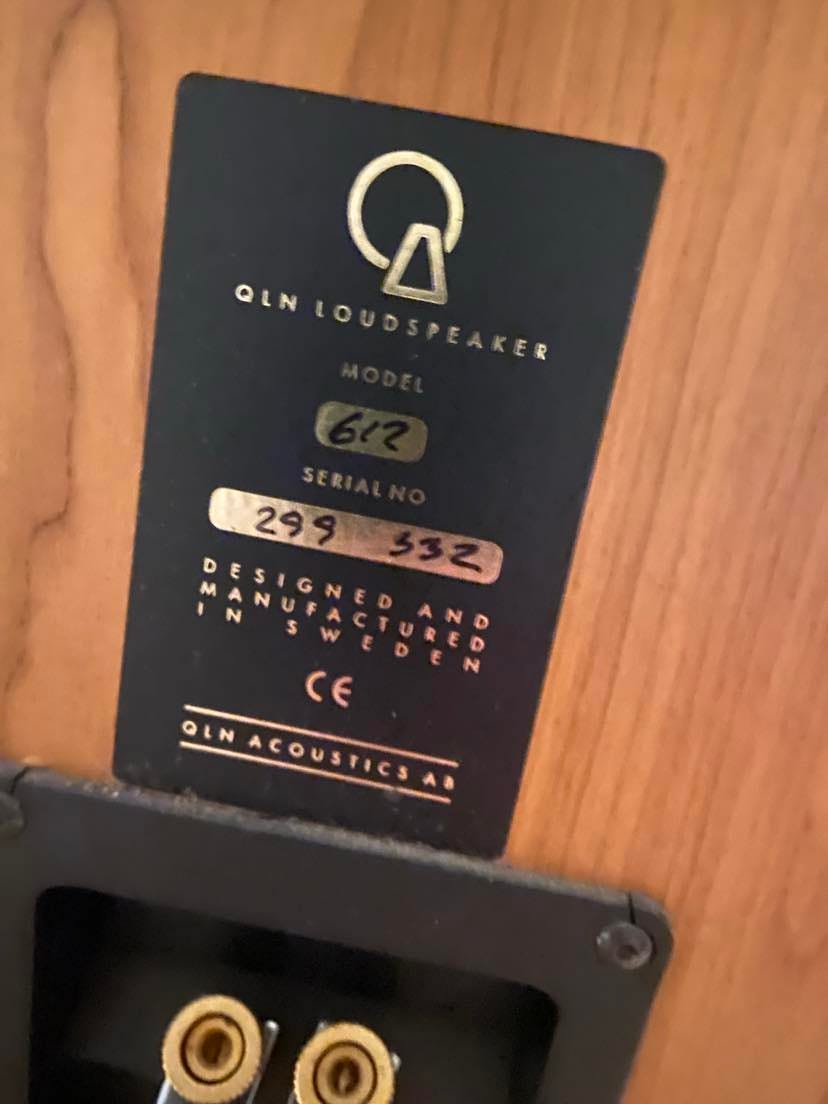 QLN LOUDSPEAKER
MODEL
612
SERIAL NO
299 332
DESIGNED AND
MANUFACTURED
IN SWEDEN
CE
QLN ACOUSTICS AB